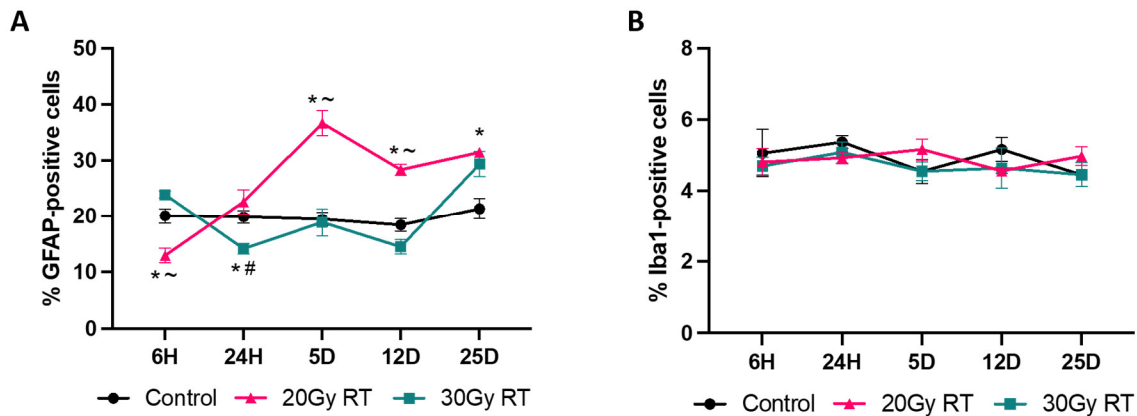 A
% GFAP-positive cells
50
40
30
20
10
0
* ~
* #
* ~
* ~
*
6H 24H 5D 12D 25D
Control 20Gy RT 30Gy RT
B
% Iba1-positive cells
8
6
4
2
0
6H 24H 5D 12D 25D
Control 20Gy RT 30Gy RT